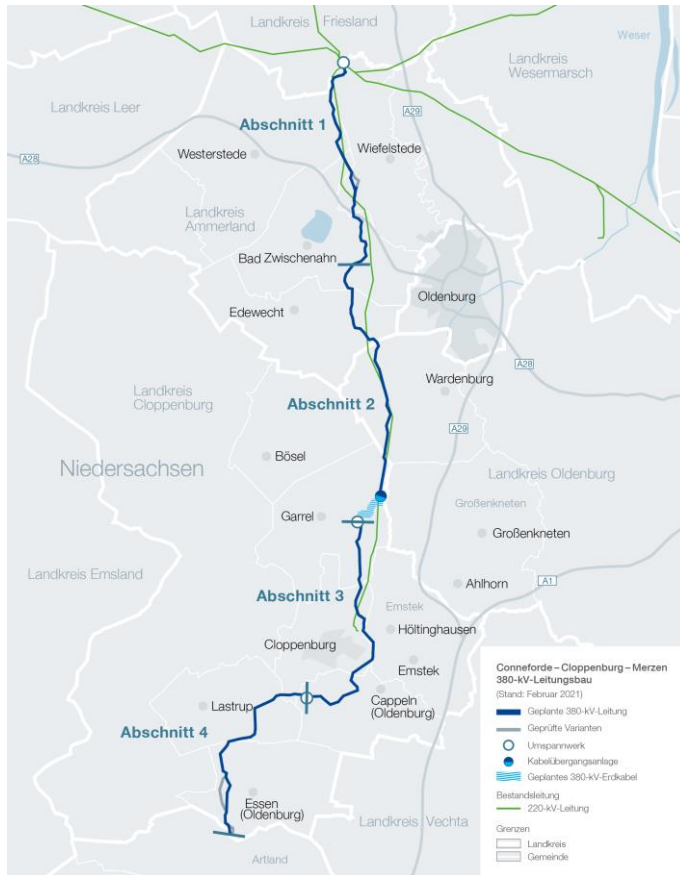 Landkreis Friesland
Weser
Landkreis
Wesermarsch
Landkreis Leer
Abschnitt 1
A29
Westerstede
Wiefelstede
A28
Landkreis
Ammerland
Bad Zwischenahn
Oldenburg
Edewecht
A28
Wardenburg
Landkreis
Cloppenburg
Abschnitt 2
A29
Bösel
Niedersachsen
Landkreis Oldenburg
Großenkneten
Garrel
Großenkneten
Landkreis Emsland
Ahlhorn
A1
Abschnitt 3
Emstek
Höltinghausen
Cloppenburg
Emstek
Lastrup
Cappeln
(Oldenburg)
Abschnitt 4
Essen
(Oldenburg)
Landkreis Vechta
Artland
Conneforde – Cloppenburg – Merzen
380-kV-Leitungsbau
(Stand: Februar 2021)
Geplante 380-kV-Leitung
Geprüfte Varianten
Umspannwerk
Kabelübergangsanlage
Geplantes 380-kV-Erdkabel
Bestandsleitung
220-kV-Leitung
Grenzen
Landkreis
Gemeinde